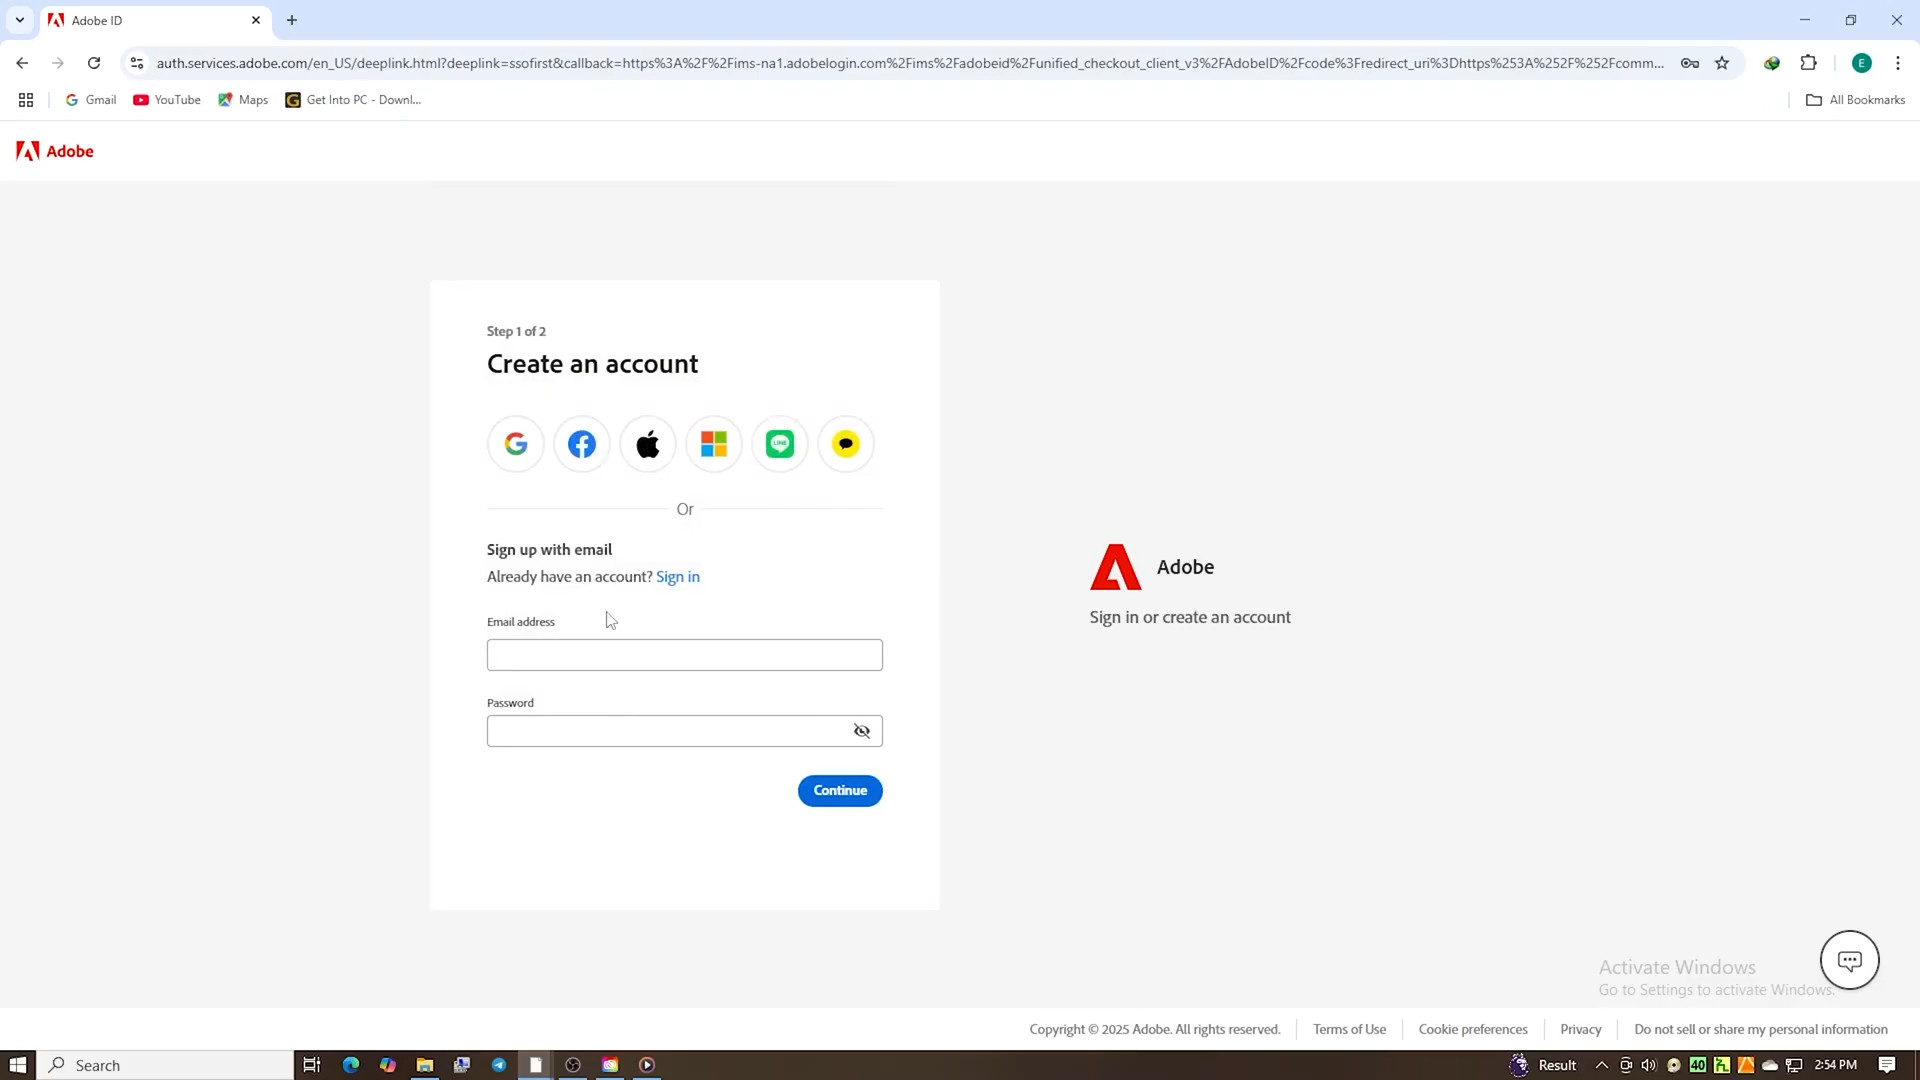 Adobe ID
auth.services.adobe.com/en_US/deeplink.html?deeplink=ssofirst&callback=https%3A%2F%2Fims-na1.adobelogin.com%2Fims%2Fadobeid%2Funified_checkout_client_v3%2FAdobeID%2Fcode%3Fredirect_uri%3Dhttps%253A%252F%252Fcomm...
E
Gmail
YouTube
Maps
Get Into PC - Downl...
All Bookmarks
Adobe
Step 1 of 2
Create an account
LINE
Or
Sign up with email
Already have an account? Sign in
Email address
Password
Continue
Adobe
Sign in or create an account
Activate Windows
Go to Settings to activate Windows.
Copyright © 2025 Adobe. All rights reserved.
Terms of Use
Cookie preferences
Privacy
Do not sell or share my personal information
Search
Result
40
2:54 PM